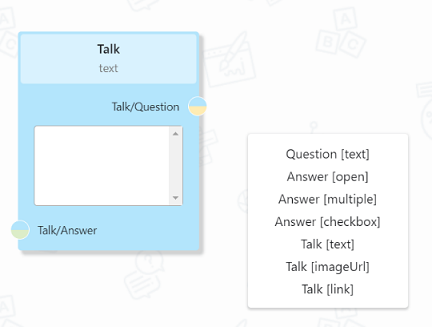 Talk
text
Talk/Question
Talk/Answer
Question [text]
Answer [open]
Answer [multiple]
Answer [checkbox]
Talk [text]
Talk [imageUrl]
Talk [link]